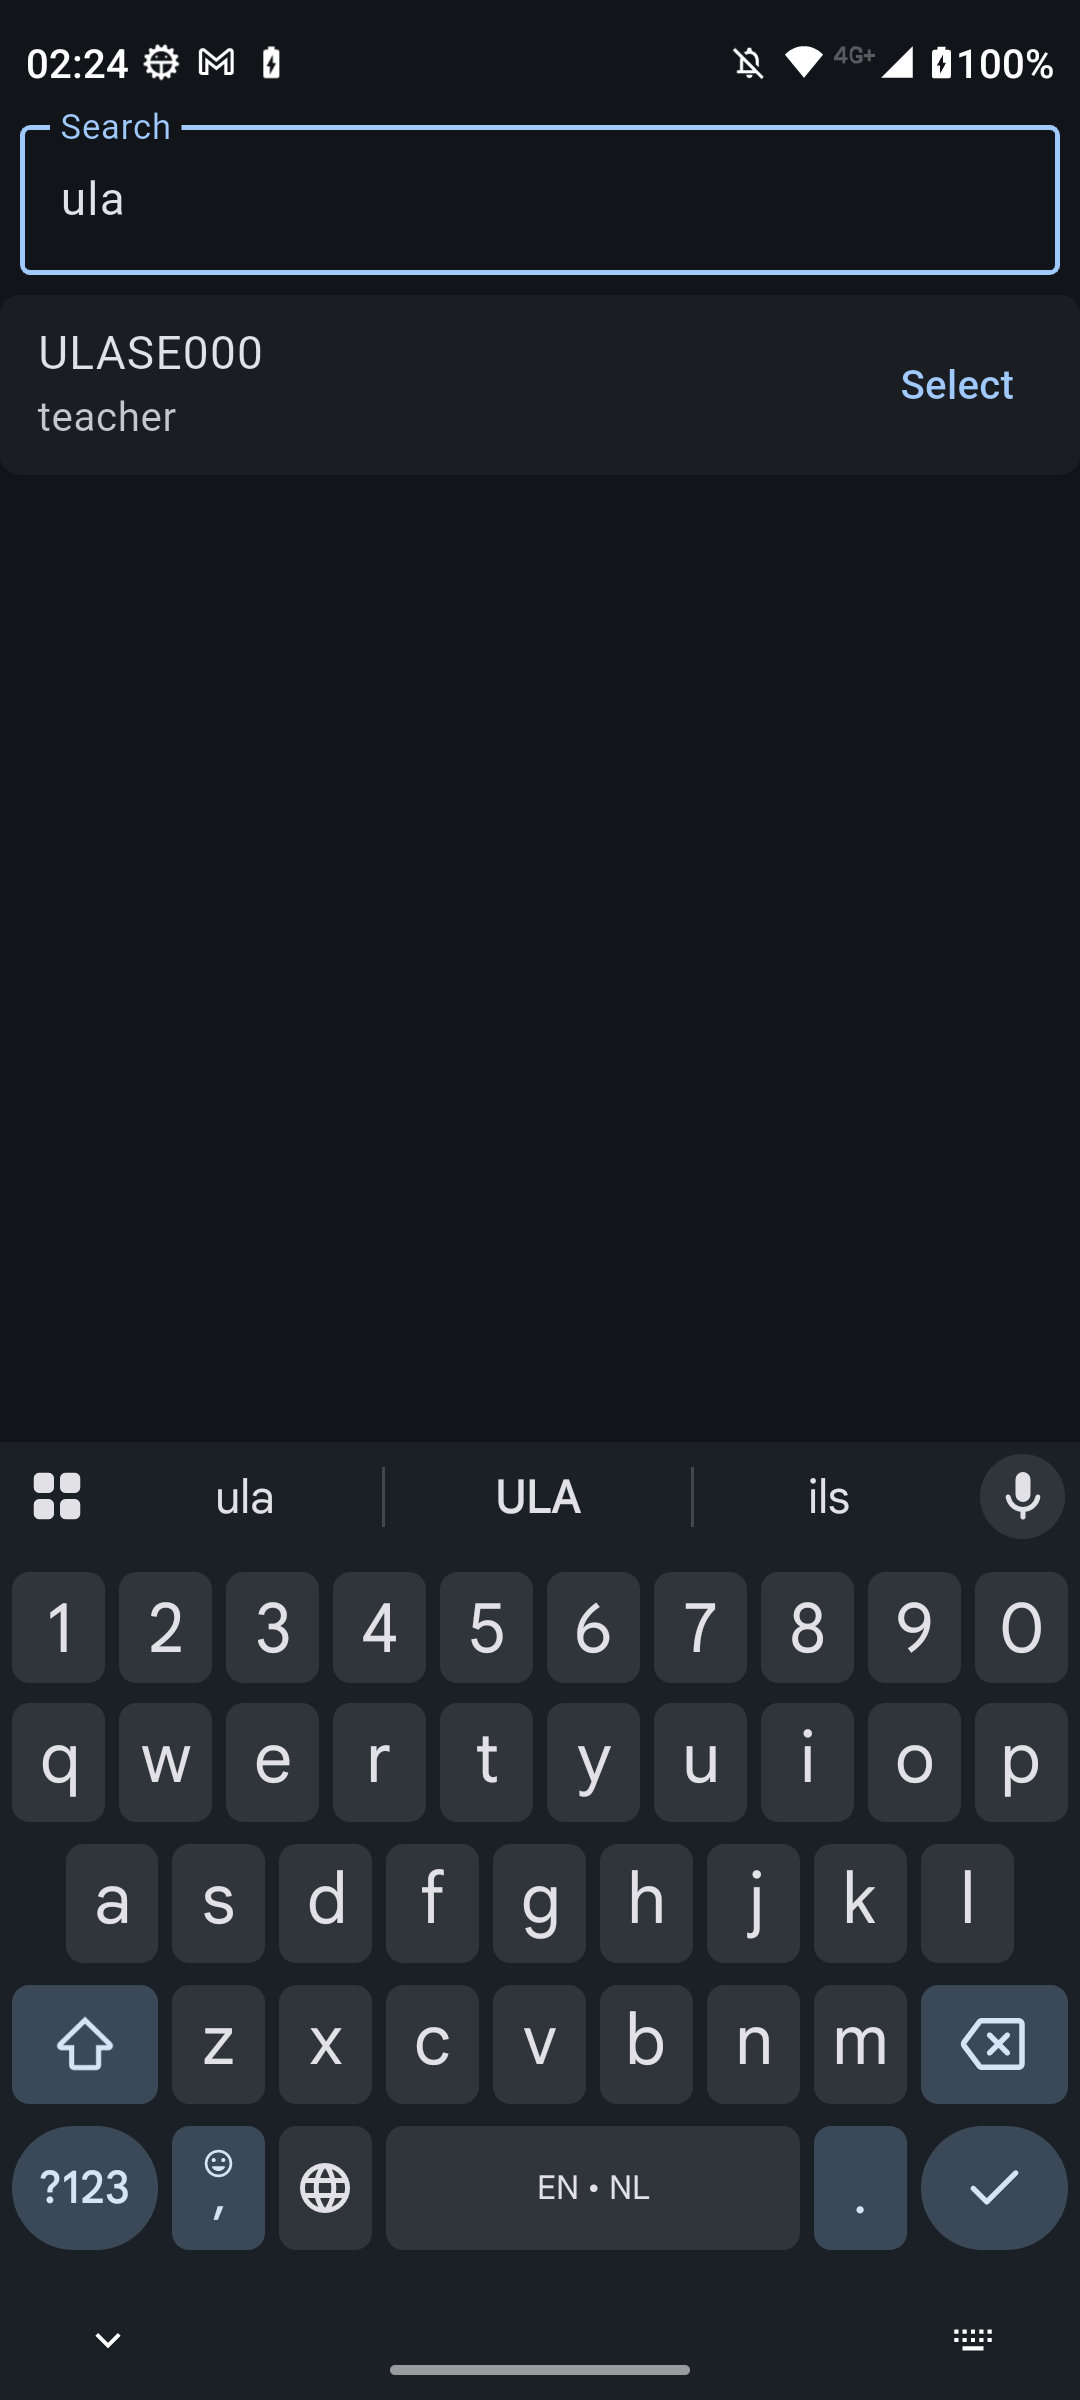 02:24 4G+ 100%
Search
ula
ULASE000
teacher
Select
ula ULA ils
1 2 3 4 5 6 7 8 9 0
q w e r t y u i o p
a s d f g h j k l
z x c v b n m
?123 , EN • NL .